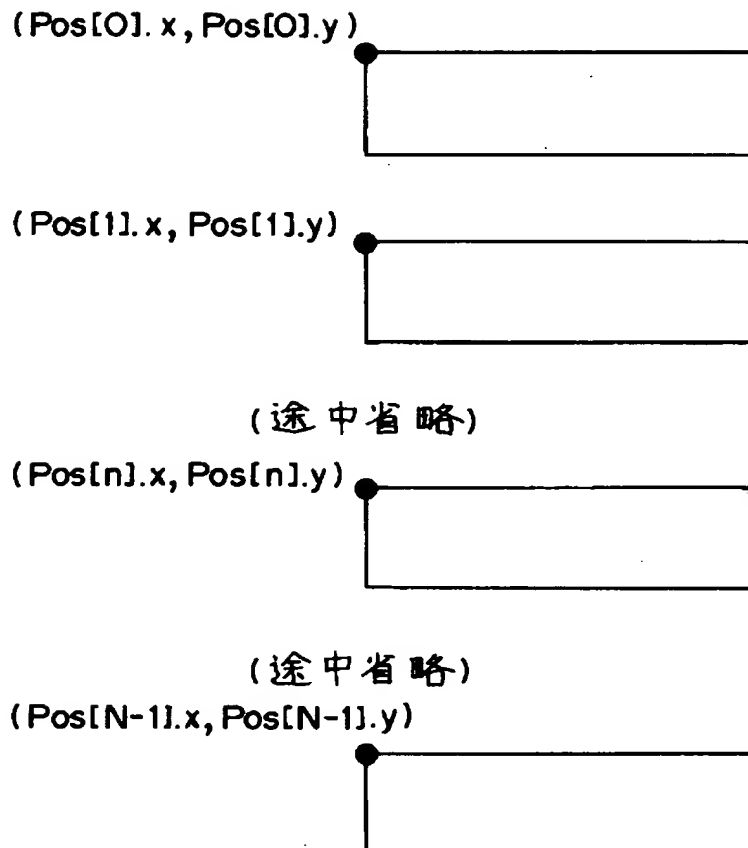 (Pos[0].x, Pos[0].y)
(Pos[1].x, Pos[1].y)
(途中省略)
(Pos[n].x, Pos[n].y)
(途中省略)
(Pos[N-1].x, Pos[N-1].y)